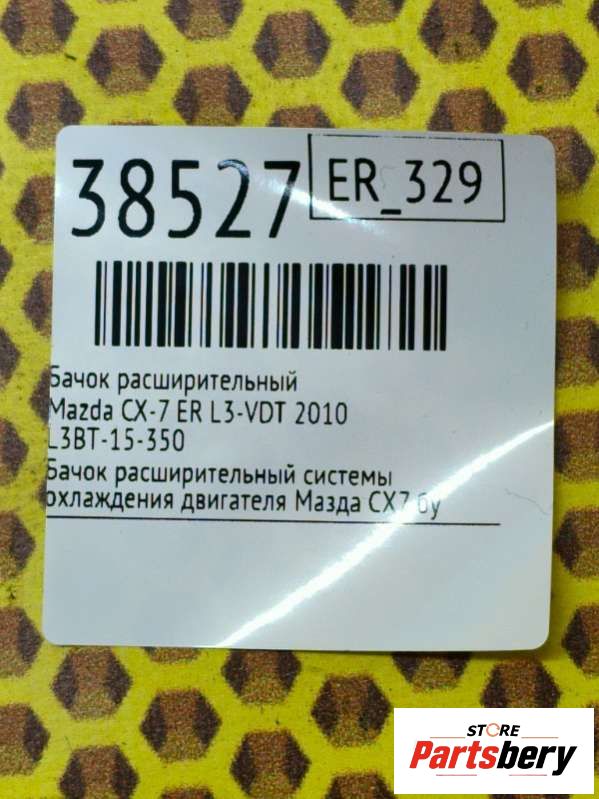 38527
ER_329
Бачок расширительный
Mazda CX-7 ER L3-VDT 2010
L3BT-15-350
Бачок расширительный системы
охлаждения двигателя Мазда СХ7 бу
STORE
Partsbery